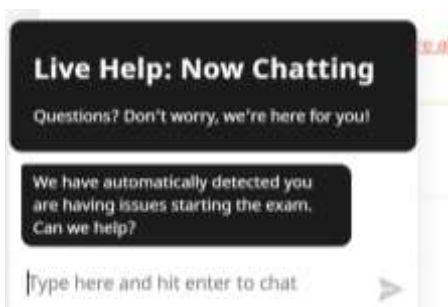 Live Help: Now Chatting
Questions? Don't worry, we're here for you!
We have automatically detected you
are having issues starting the exam.
Can we help?
Type here and hit enter to chat